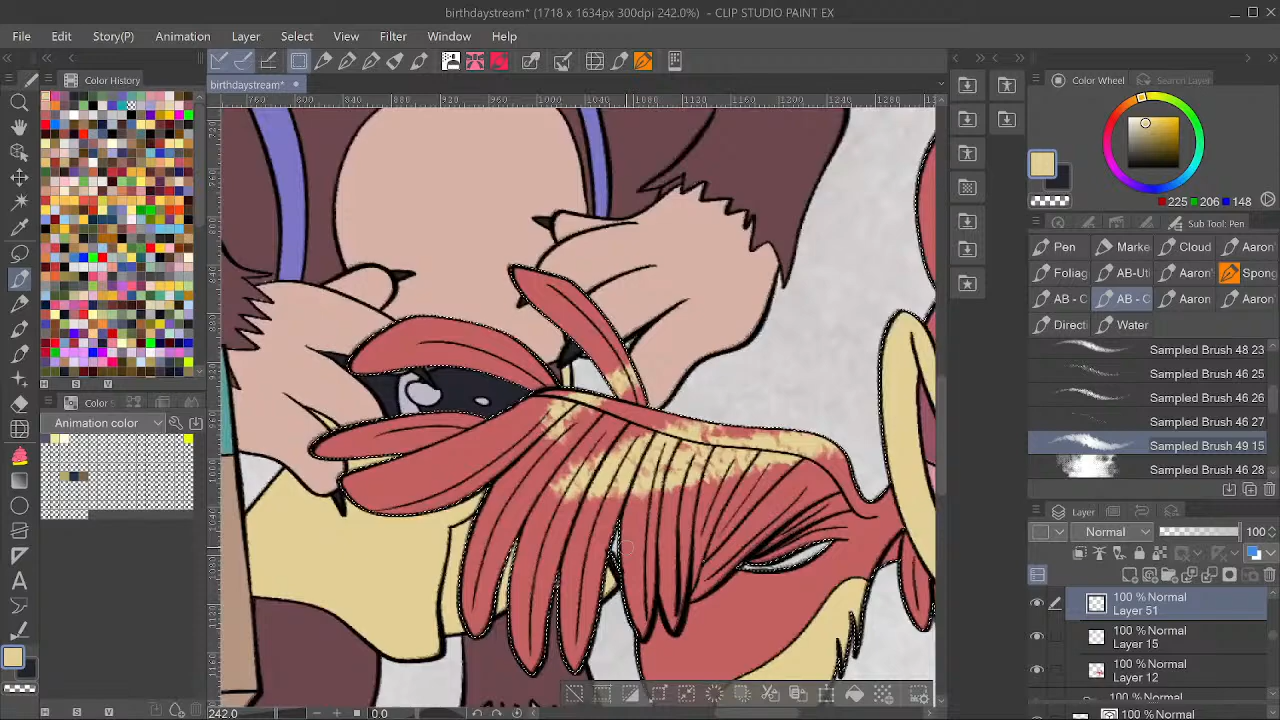 birthdaystream* (1718 x 1634px 300dpi 242.0%) - CLIP STUDIO PAINT EX
File Edit Story(P) Animation Layer Select View Filter Window Help
Color History
birthdaystream*
Color Wheel
Search Layer
225 206 148
Sub Tool: Pen
Pen Marke Cloud Aaron
Foliag AB-Ut Aaron Spong
AB - C AB - C Aaron Aaron
Directi Water
Sampled Brush 48 23
Sampled Brush 46 25
Sampled Brush 46 26
Sampled Brush 46 27
Sampled Brush 49 15
Sampled Brush 46 28
Color S
Animation color
H S V
Layer
Normal 100
100 % Normal
Layer 51
100 % Normal
Layer 15
100 % Normal
Layer 12
242.0 0.0